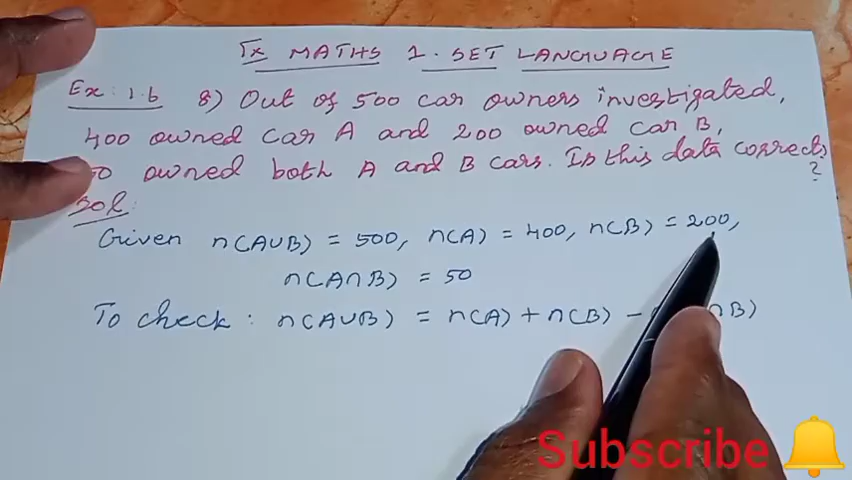 IX MATHS 1. SET LANGUAGE
Ex: 1.6 8) Out of 500 car owners investigated,
400 owned car A and 200 owned car B,
0 owned both A and B cars. Is this data correct?
Sol:
Given n(A∪B) = 500, n(A) = 400, n(B) = 200,
n(A∩B) = 50
To check: n(A∪B) = n(A) + n(B) - ∩B)
Subscribe